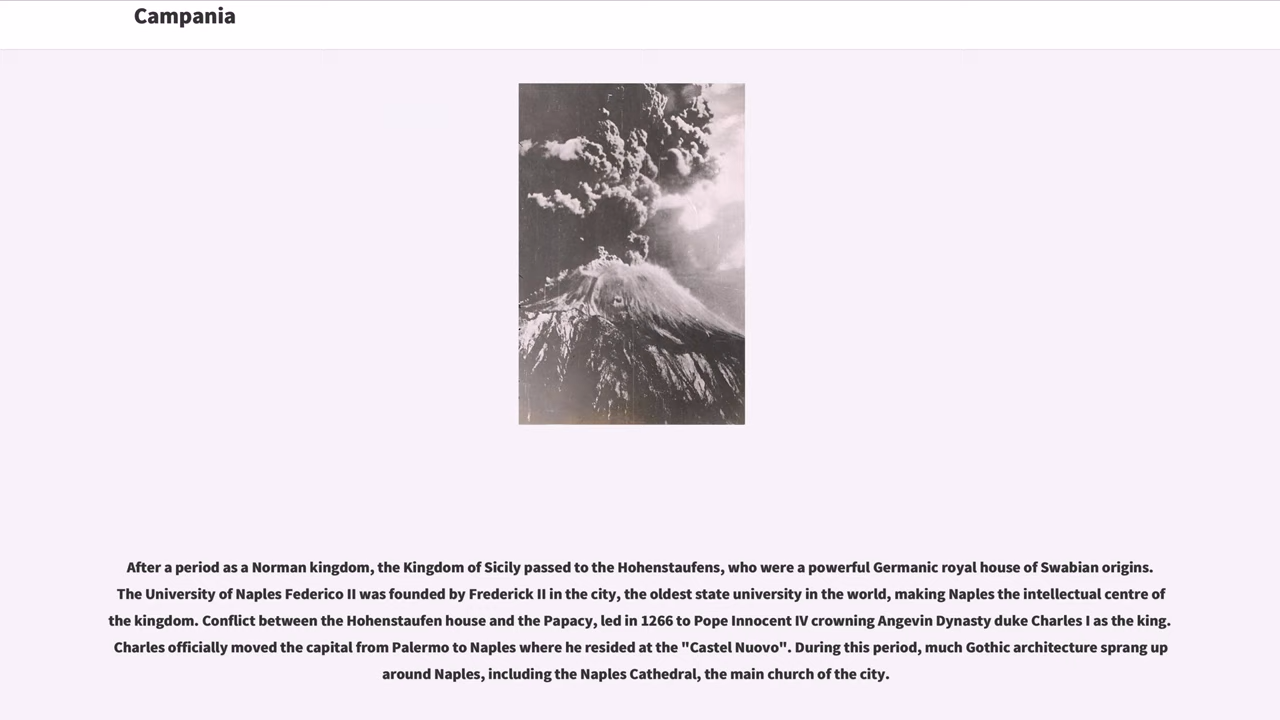 Campania
After a period as a Norman kingdom, the Kingdom of Sicily passed to the Hohenstaufens, who were a powerful Germanic royal house of Swabian origins.
The University of Naples Federico II was founded by Frederick II in the city, the oldest state university in the world, making Naples the intellectual centre of
the kingdom. Conflict between the Hohenstaufen house and the Papacy, led in 1266 to Pope Innocent IV crowning Angevin Dynasty duke Charles I as the king.
Charles officially moved the capital from Palermo to Naples where he resided at the "Castel Nuovo". During this period, much Gothic architecture sprang up
around Naples, including the Naples Cathedral, the main church of the city.